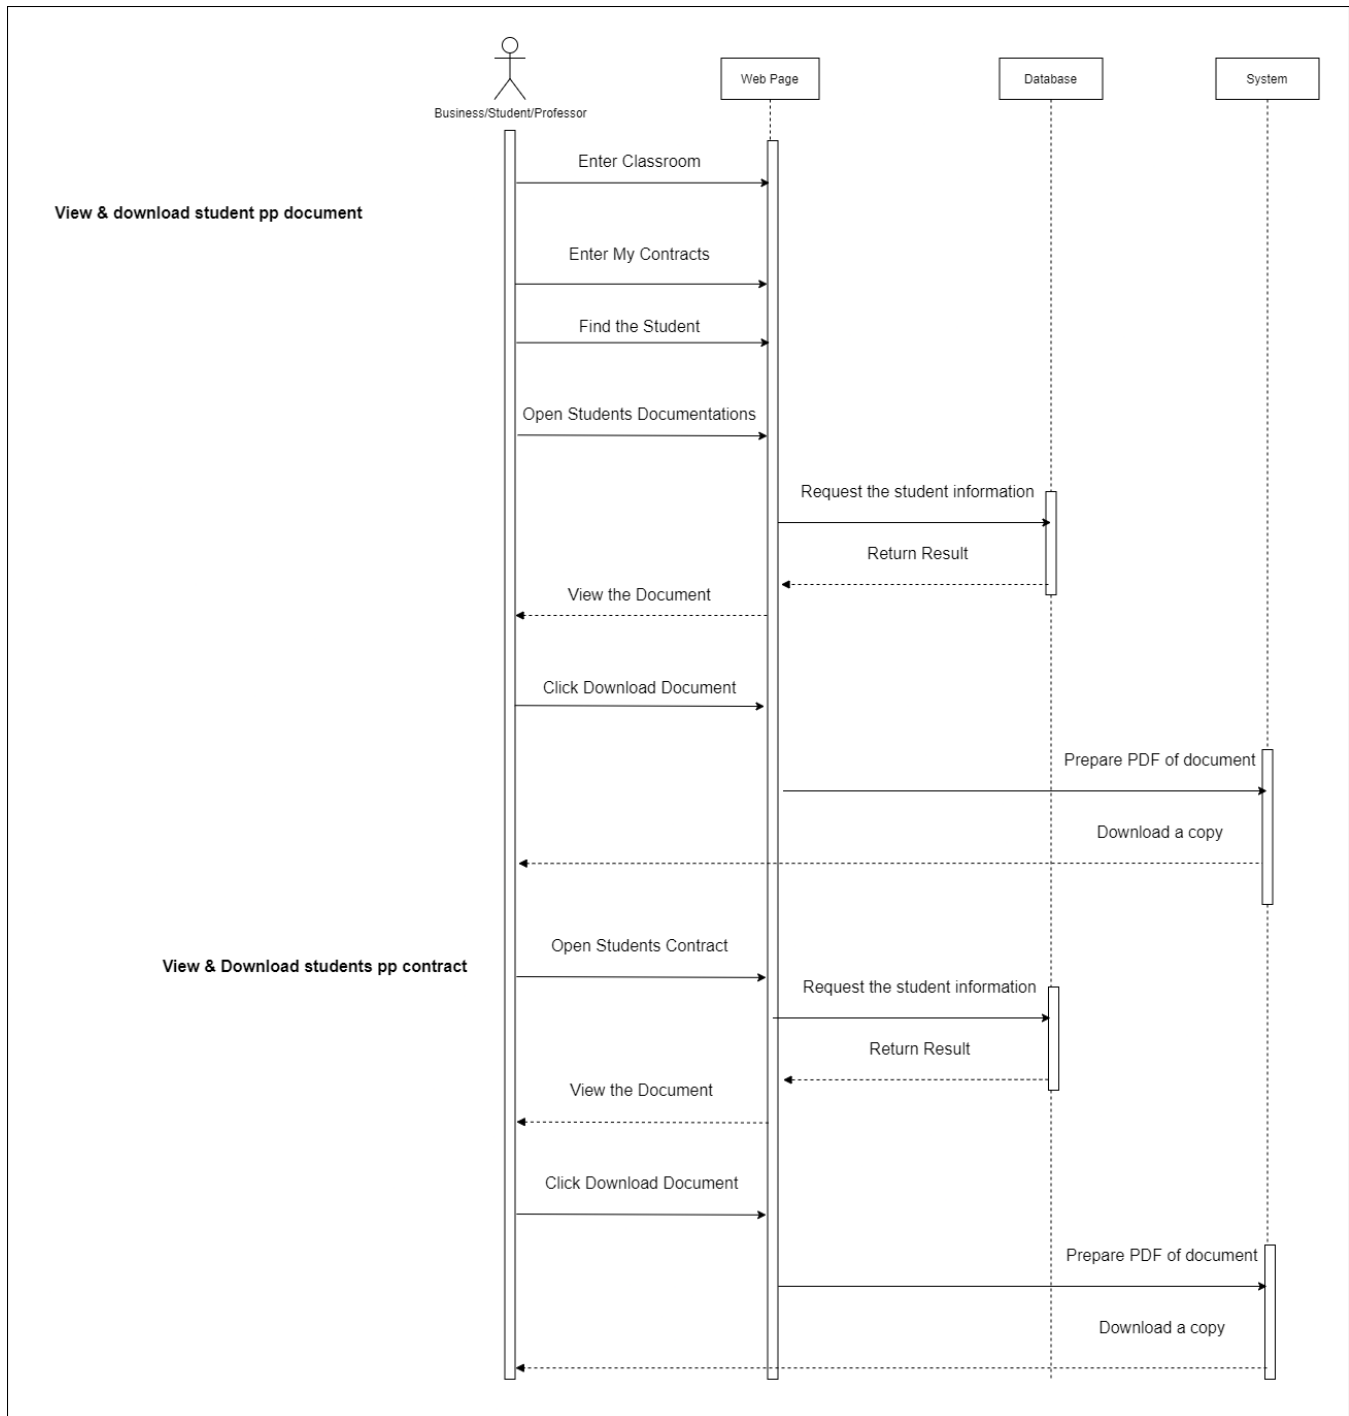 Business/Student/Professor
Web Page
Database
System
Enter Classroom
View & download student pp document
Enter My Contracts
Find the Student
Open Students Documentations
Request the student information
Return Result
View the Document
Click Download Document
Prepare PDF of document
Download a copy
Open Students Contract
View & Download students pp contract
Request the student information
Return Result
View the Document
Click Download Document
Prepare PDF of document
Download a copy